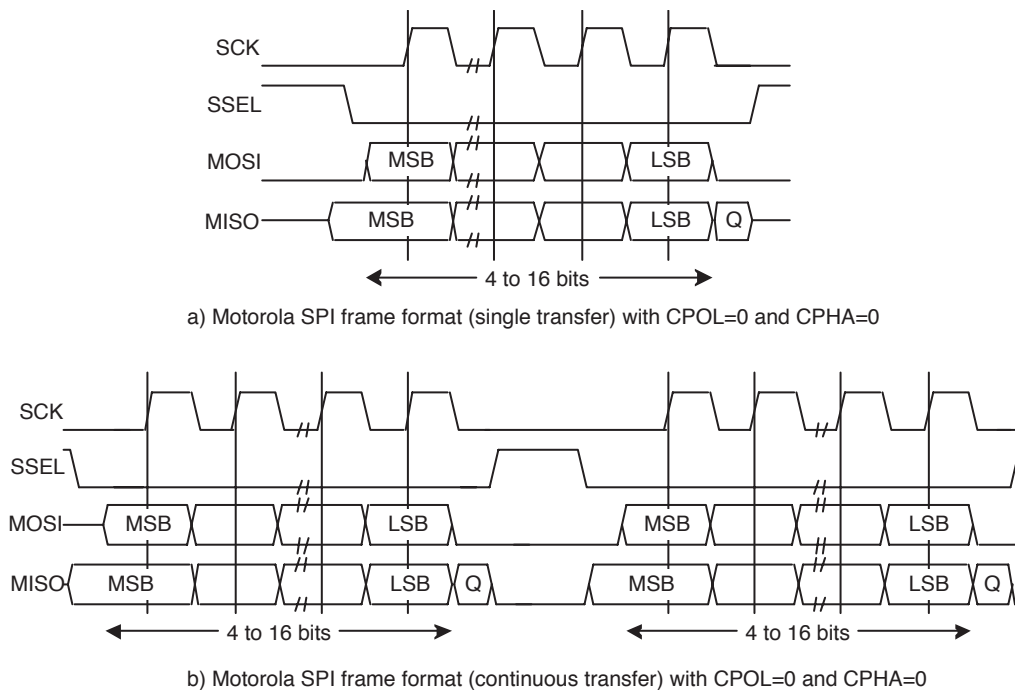 SCK
SSEL
MOSI MSB LSB
MISO MSB LSB Q
4 to 16 bits
a) Motorola SPI frame format (single transfer) with CPOL=0 and CPHA=0
SCK
SSEL
MOSI MSB LSB MSB LSB
MISO MSB LSB Q MSB LSB Q
4 to 16 bits 4 to 16 bits
b) Motorola SPI frame format (continuous transfer) with CPOL=0 and CPHA=0